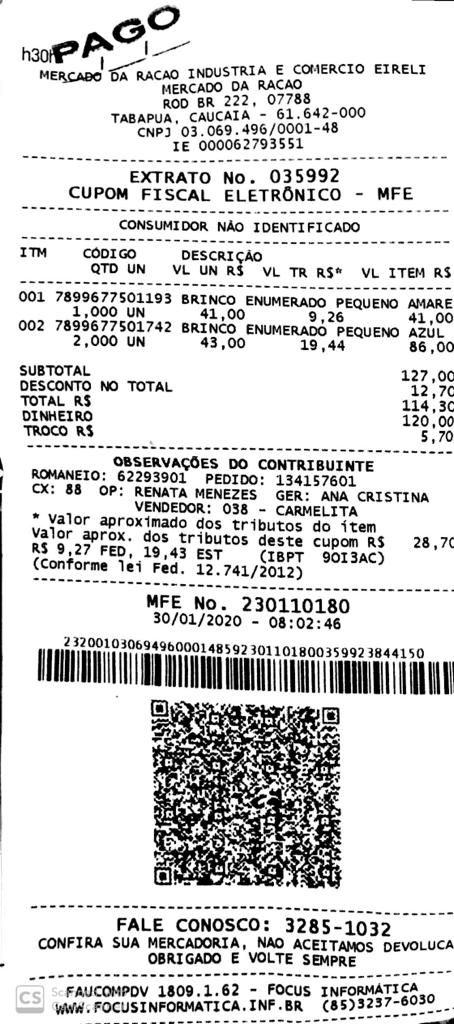 PAGO
h30
MERCADO DA RACAO INDUSTRIA E COMERCIO EIRELI
MERCADO DA RACAO
ROD BR 222, 07788
TABAPUA, CAUCAIA - 61.642-000
CNPJ 03.069.496/0001-48
IE 000062793551
EXTRATO No. 035992
CUPOM FISCAL ELETRÔNICO - MFE
CONSUMIDOR NÃO IDENTIFICADO
ITM CÓDIGO DESCRIÇÃO
QTD UN VL UN R$ VL TR R$* VL ITEM R$
001 7899677501193 BRINCO ENUMERADO PEQUENO AMARE
1,000 UN 41,00 9,26 41,00
002 7899677501742 BRINCO ENUMERADO PEQUENO AZUL
2,000 UN 43,00 19,44 86,00
SUBTOTAL 127,00
DESCONTO NO TOTAL 12,70
TOTAL R$ 114,30
DINHEIRO 120,00
TROCO R$ 5,70
OBSERVAÇÕES DO CONTRIBUINTE
ROMANEIO: 62293901 PEDIDO: 134157601
CX: 88 OP: RENATA MENEZES GER: ANA CRISTINA
VENDEDOR: 038 - CARMELITA
* Valor aproximado dos tributos do item
Valor aprox. dos tributos deste cupom R$ 28,70
R$ 9,27 FED, 19,43 EST (IBPT 9OI3AC)
(Conforme lei Fed. 12.741/2012)
MFE No. 230110180
30/01/2020 - 08:02:46
23200103069496000148592301101800359923844150
FALE CONOSCO: 3285-1032
CONFIRA SUA MERCADORIA, NAO ACEITAMOS DEVOLUCA
OBRIGADO E VOLTE SEMPRE
FAUCOMPDV 1809.1.62 - FOCUS INFORMÁTICA
WWW.FOCUSINFORMATICA.INF.BR (85)3237-6030
CS